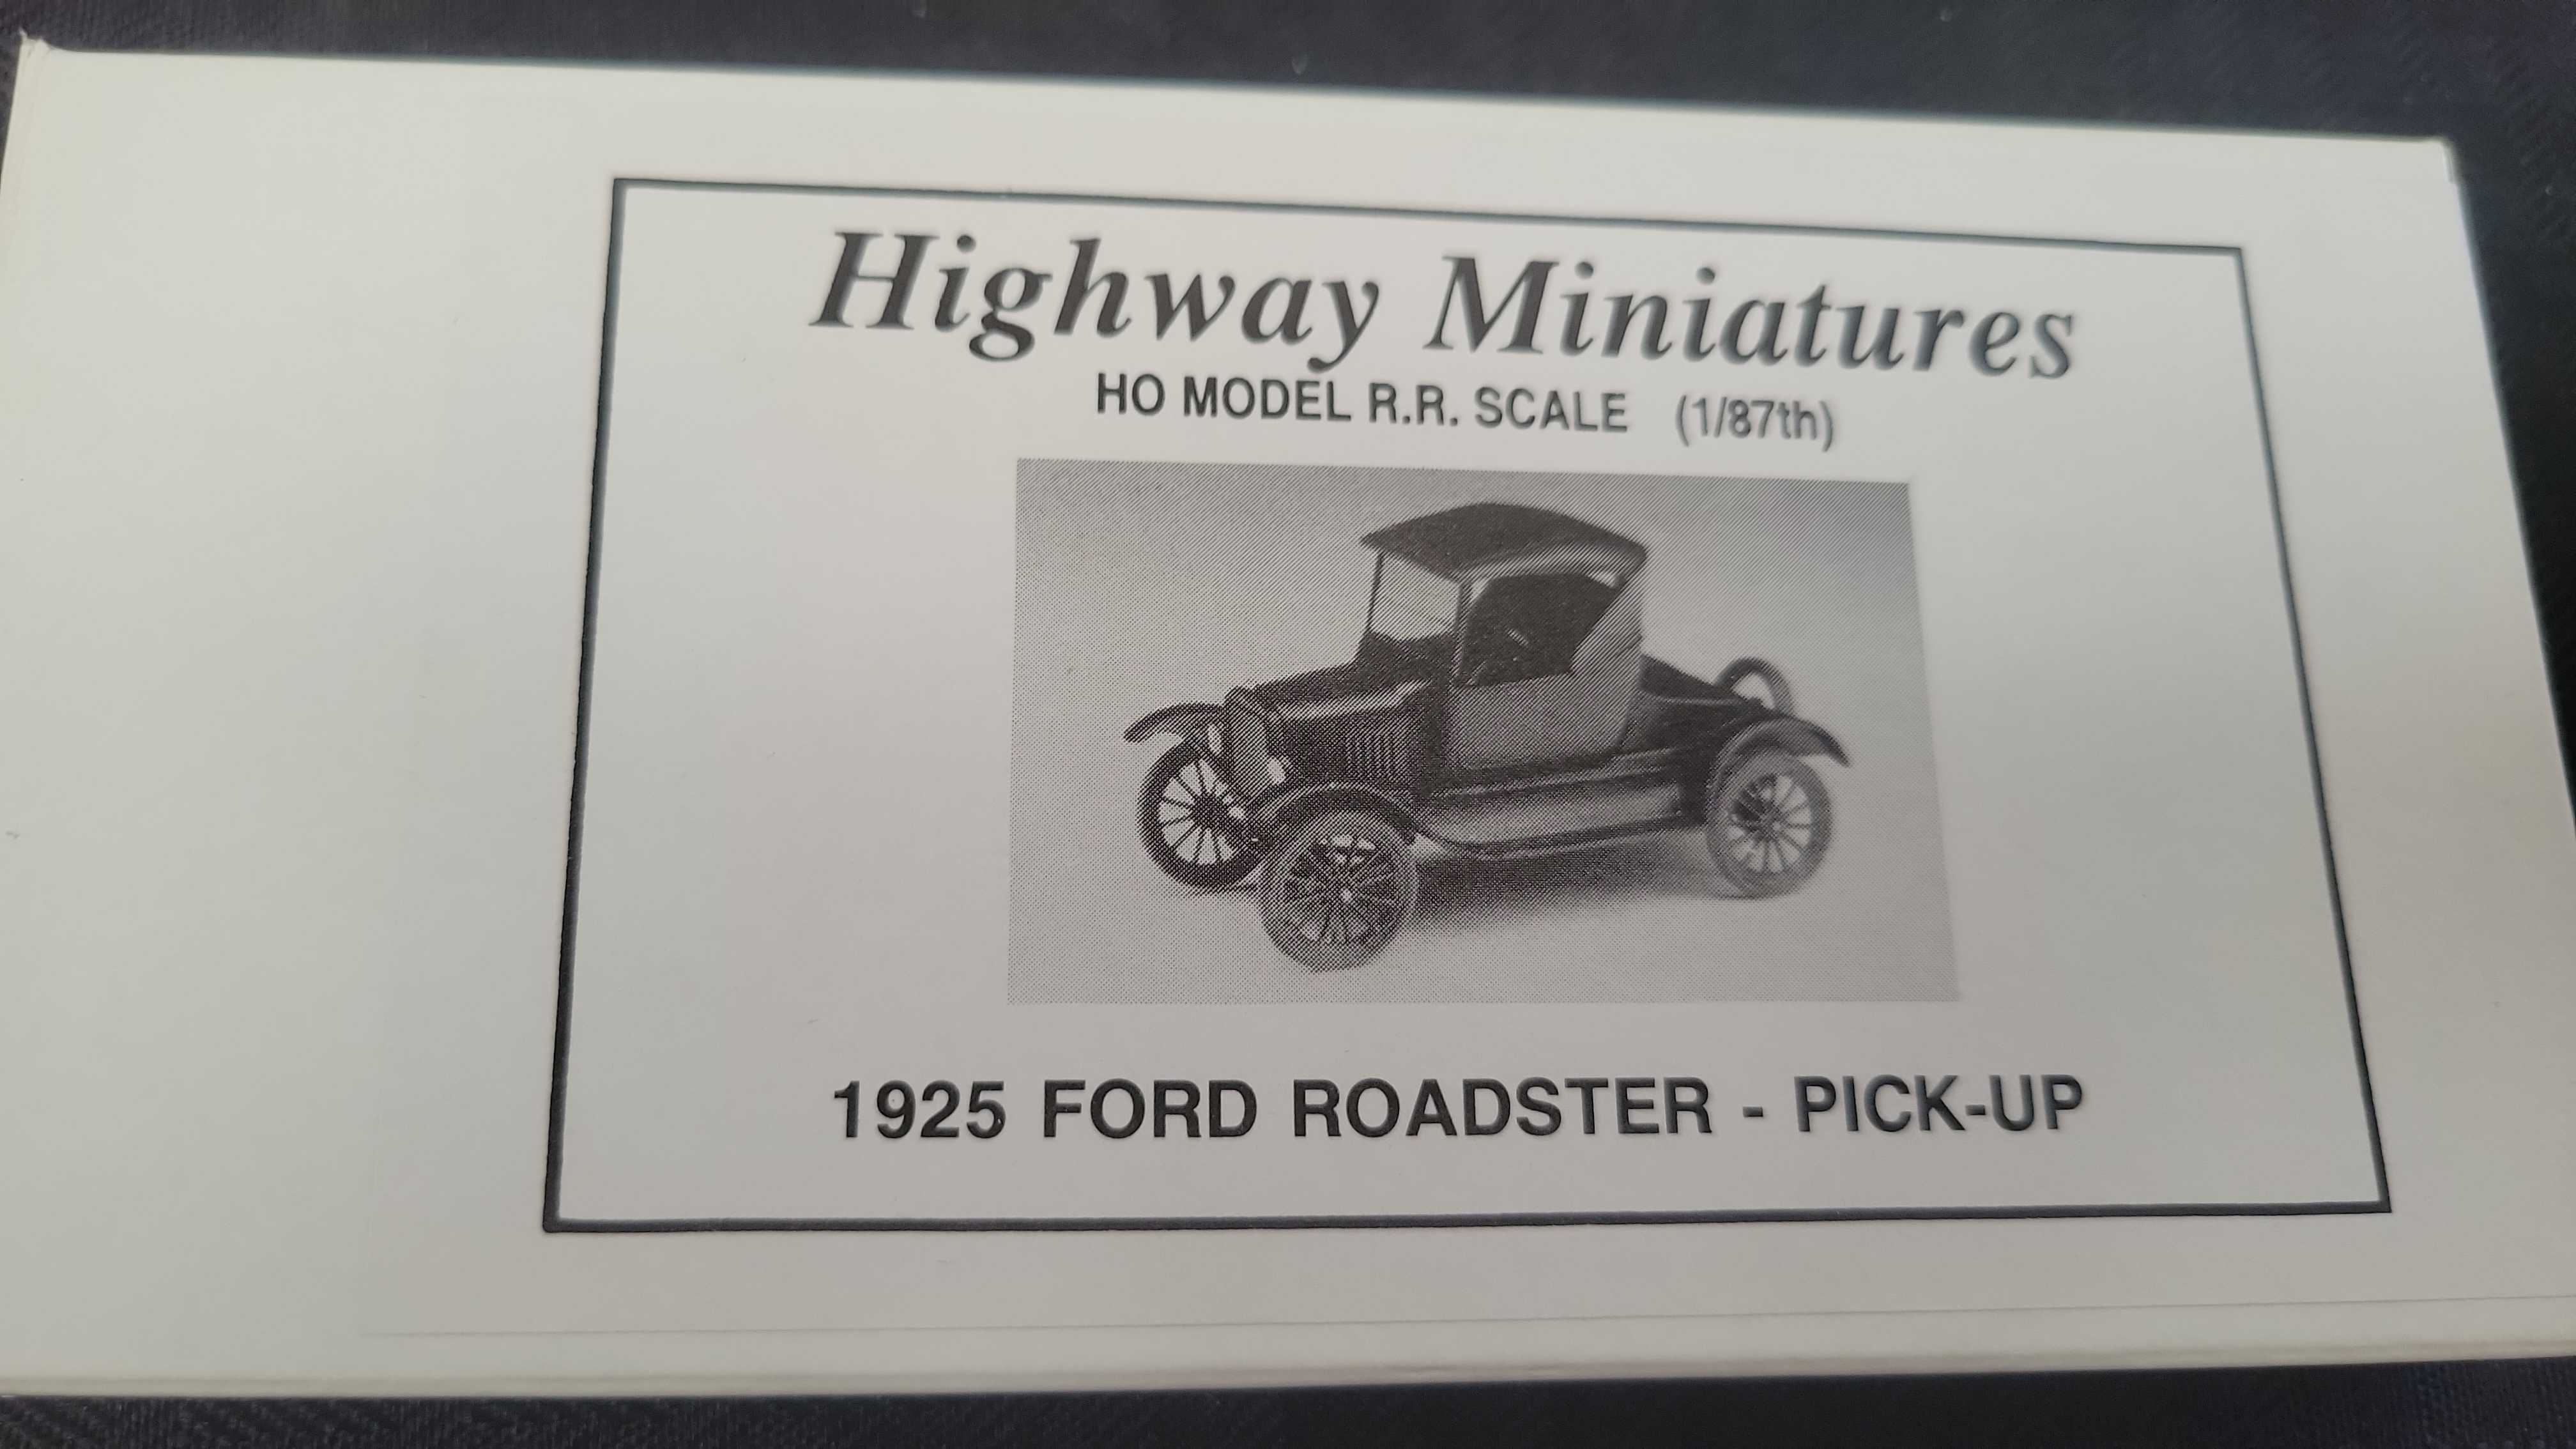 Highway Miniatures
HO MODEL R.R. SCALE (1/87th)
1925 FORD ROADSTER - PICK-UP